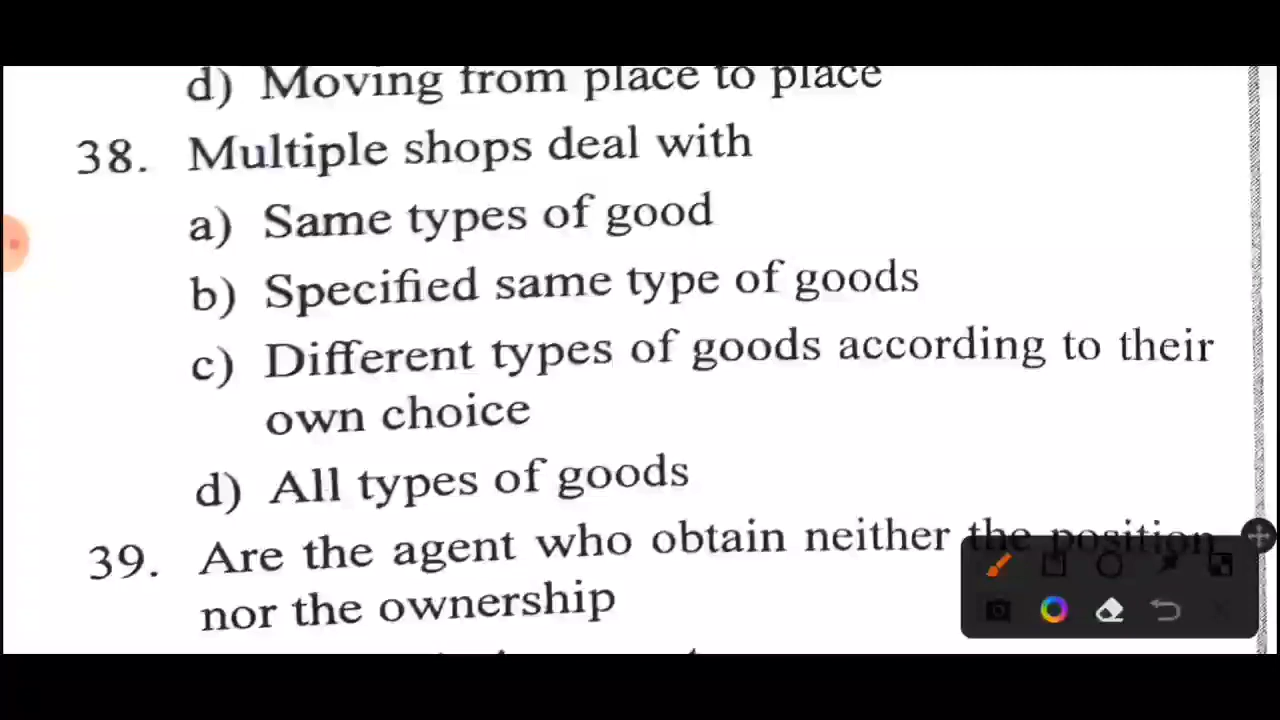 d) Moving from place to place
38. Multiple shops deal with
a) Same types of good
b) Specified same type of goods
c) Different types of goods according to their
own choice
d) All types of goods
39. Are the agent who obtain neither the position
nor the ownership